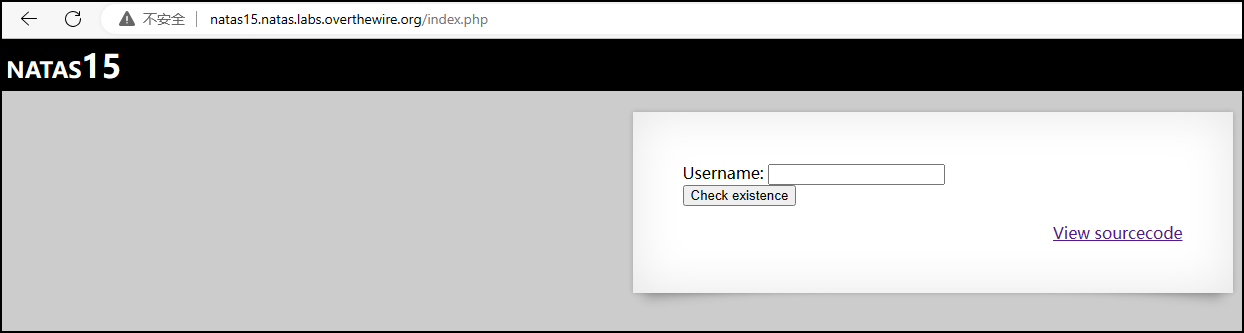 不安全 natas15.natas.labs.overthewire.org/index.php
NATAS15
Username:
Check existence
View sourcecode